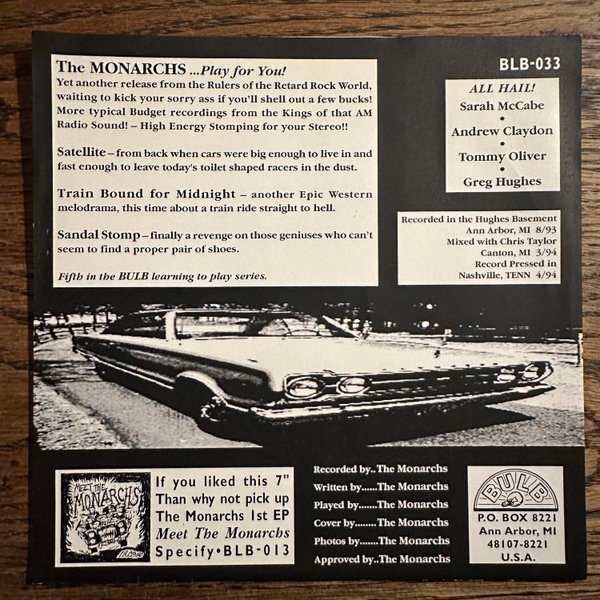 The MONARCHS ...Play for You!
Yet another release from the Rulers of the Retard Rock World,
waiting to kick your sorry ass if you'll shell out a few bucks!
More typical Budget recordings from the Kings of that AM
Radio Sound! – High Energy Stomping for your Stereo!!
Satellite – from back when cars were big enough to live in and
fast enough to leave today's toilet shaped racers in the dust.
Train Bound for Midnight – another Epic Western
melodrama, this time about a train ride straight to hell.
Sandal Stomp – finally a revenge on those geniuses who can't
seem to find a proper pair of shoes.
Fifth in the BULB learning to play series.
BLB-033
ALL HAIL!
Sarah McCabe
•
Andrew Claydon
•
Tommy Oliver
•
Greg Hughes
Recorded in the Hughes Basement
Ann Arbor, MI 8/93
Mixed with Chris Taylor
Canton, MI 3/94
Record Pressed in
Nashville, TENN 4/94
MEET THE
MONARCHS
If you liked this 7"
Than why not pick up
The Monarchs 1st EP
Meet The Monarchs
Specify•BLB-013
Recorded by..The Monarchs
Written by......The Monarchs
Played by.......The Monarchs
Cover by........The Monarchs
Photos by......The Monarchs
Approved by..The Monarchs
BULB
P.O. BOX 8221
Ann Arbor, MI
48107-8221
U.S.A.